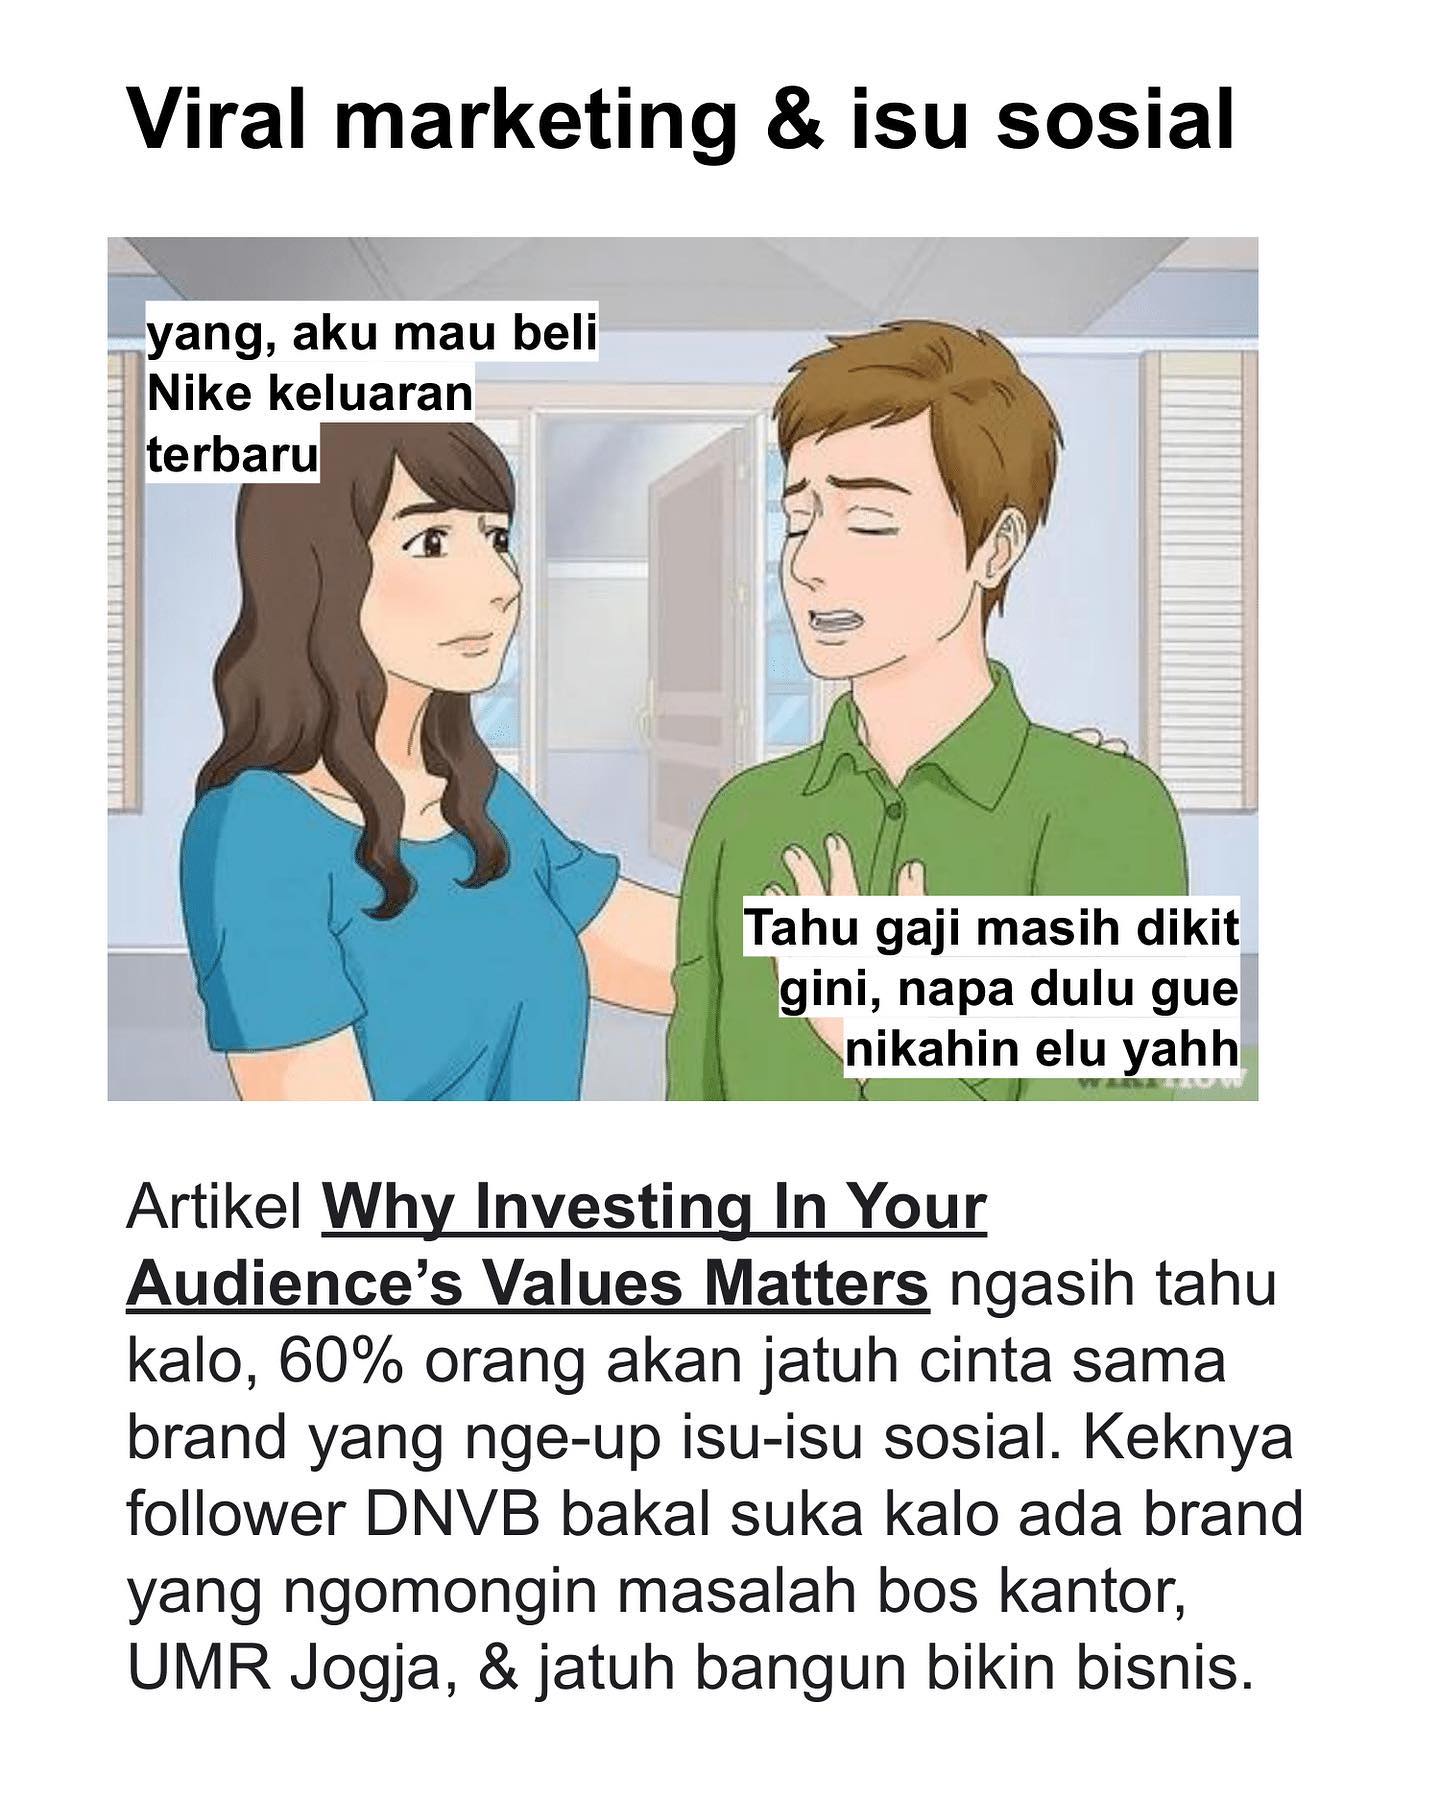 Viral marketing & isu sosial
yang, aku mau beli
Nike keluaran
terbaru
Tahu gaji masih dikit
gini, napa dulu gue
nikahin elu yahh
wikiHow
Artikel Why Investing In Your
Audience’s Values Matters ngasih tahu
kalo, 60% orang akan jatuh cinta sama
brand yang nge-up isu-isu sosial. Keknya
follower DNVB bakal suka kalo ada brand
yang ngomongin masalah bos kantor,
UMR Jogja, & jatuh bangun bikin bisnis.